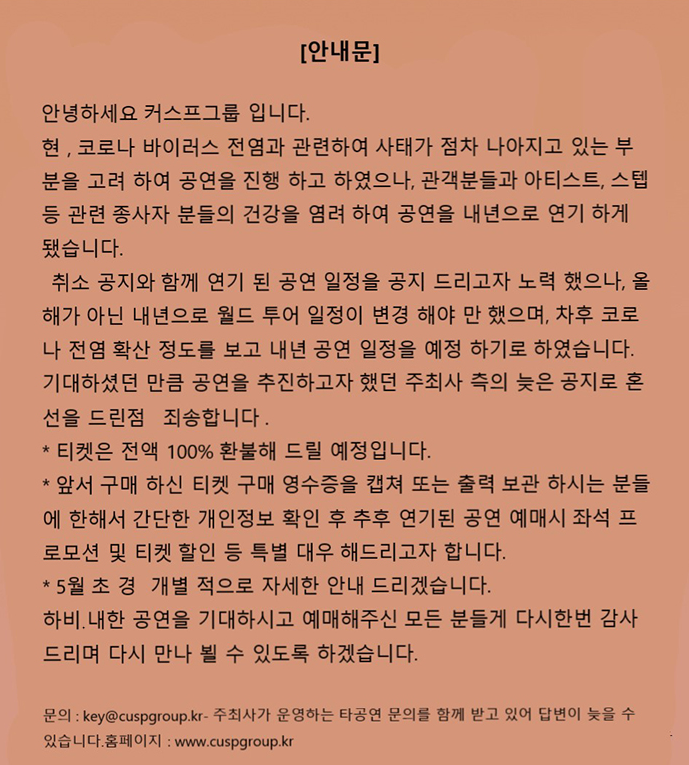 [안내문]
안녕하세요 커스프그룹 입니다.
현 , 코로나 바이러스 전염과 관련하여 사태가 점차 나아지고 있는 부
분을 고려 하여 공연을 진행 하고 하였으나, 관객분들과 아티스트, 스텝
등 관련 종사자 분들의 건강을 염려 하여 공연을 내년으로 연기 하게
됐습니다.
취소 공지와 함께 연기 된 공연 일정을 공지 드리고자 노력 했으나, 올
해가 아닌 내년으로 월드 투어 일정이 변경 해야 만 했으며, 차후 코로
나 전염 확산 정도를 보고 내년 공연 일정을 예정 하기로 하였습니다.
기대하셨던 만큼 공연을 추진하고자 했던 주최사 측의 늦은 공지로 혼
선을 드린점 죄송합니다 .
* 티켓은 전액 100% 환불해 드릴 예정입니다.
* 앞서 구매 하신 티켓 구매 영수증을 캡쳐 또는 출력 보관 하시는 분들
에 한해서 간단한 개인정보 확인 후 추후 연기된 공연 예매시 좌석 프
로모션 및 티켓 할인 등 특별 대우 해드리고자 합니다.
* 5월 초 경 개별 적으로 자세한 안내 드리겠습니다.
하비.내한 공연을 기대하시고 예매해주신 모든 분들게 다시한번 감사
드리며 다시 만나 뵐 수 있도록 하겠습니다.
문의 : key@cuspgroup.kr- 주최사가 운영하는 타공연 문의를 함께 받고 있어 답변이 늦을 수
있습니다.홈페이지 : www.cuspgroup.kr